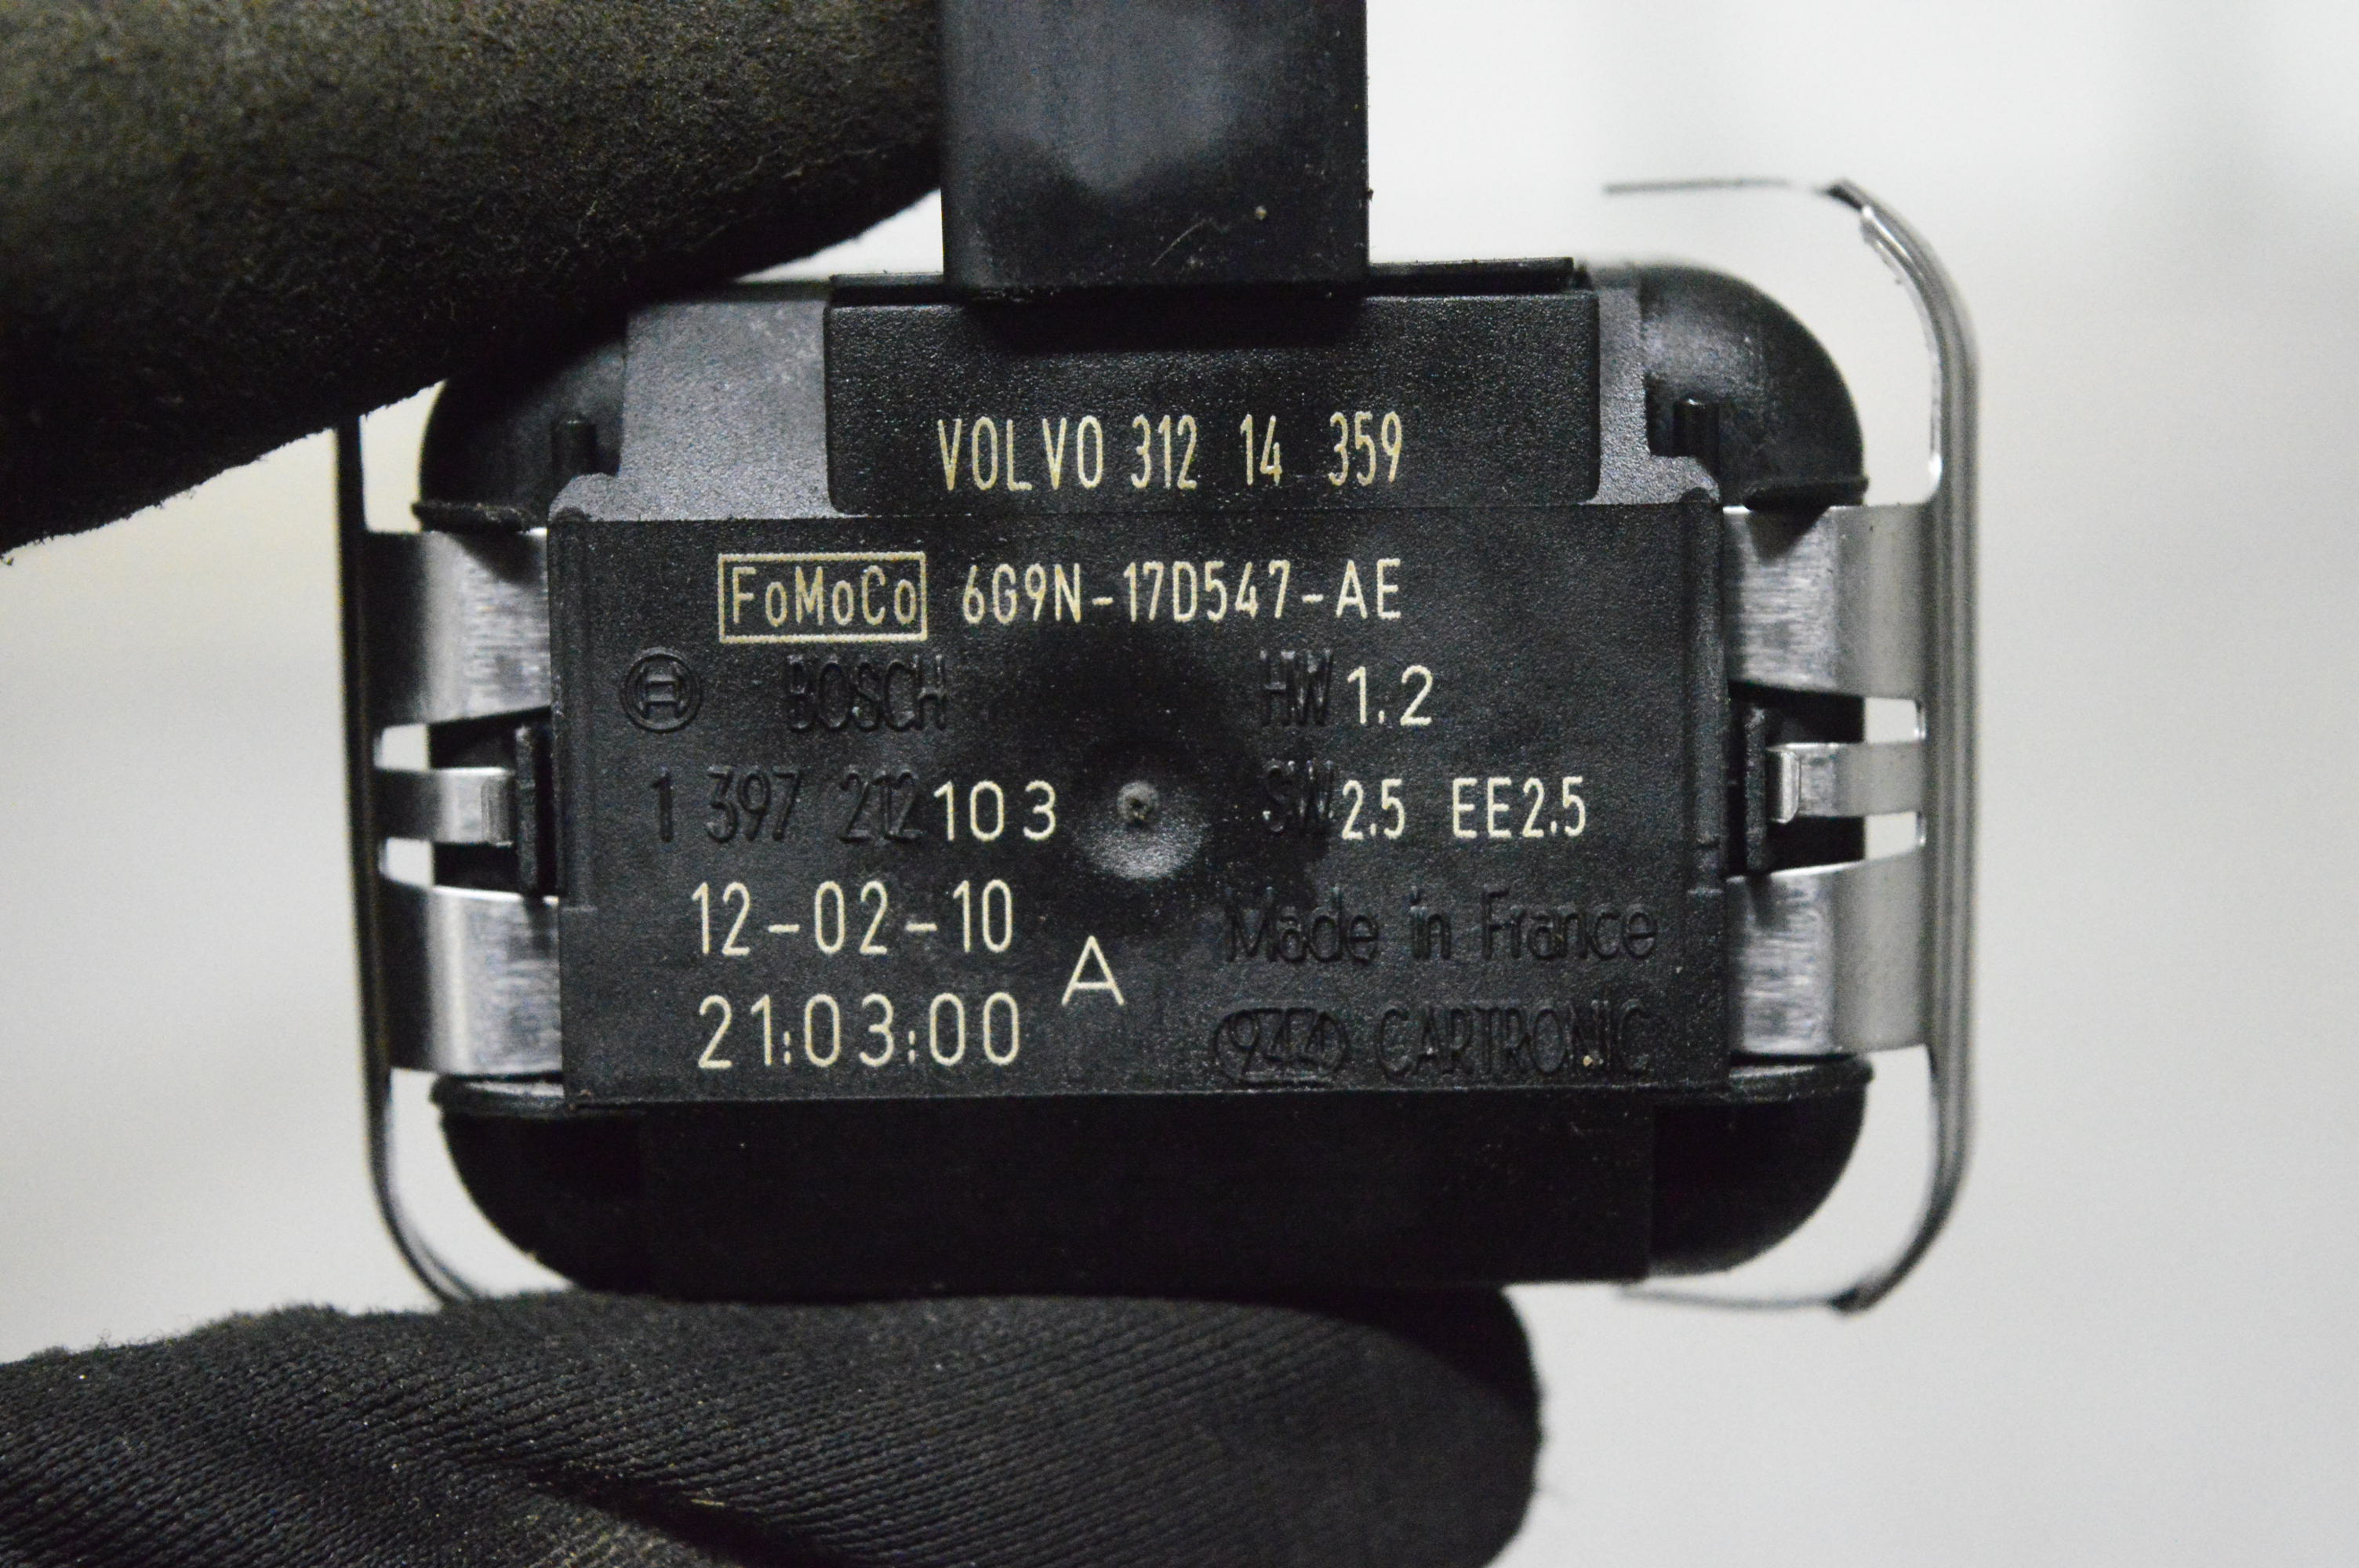 VOLVO 312 14 359
FoMoCo 6G9N-17D547-AE
BOSCH HW 1.2
1 397 212 103 SW 2.5 EE2.5
12-02-10 Made in France
A
21:03:00 CARTRONIC